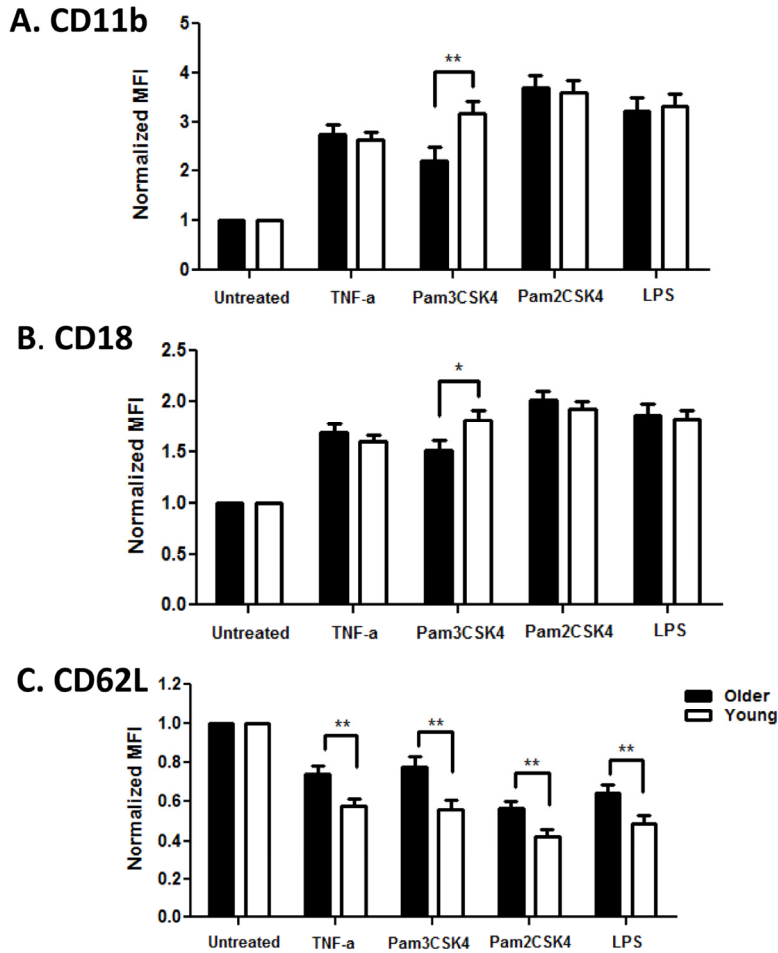 A. CD11b
Normalized MFI
5
4
3
2
1
0
**
Untreated TNF-a Pam3CSK4 Pam2CSK4 LPS
B. CD18
Normalized MFI
2.5
2.0
1.5
1.0
0.5
0.0
*
Untreated TNF-a Pam3CSK4 Pam2CSK4 LPS
C. CD62L
Normalized MFI
1.2
1.0
0.8
0.6
0.4
0.2
0.0
** ** ** **
Older
Young
Untreated TNF-a Pam3CSK4 Pam2CSK4 LPS